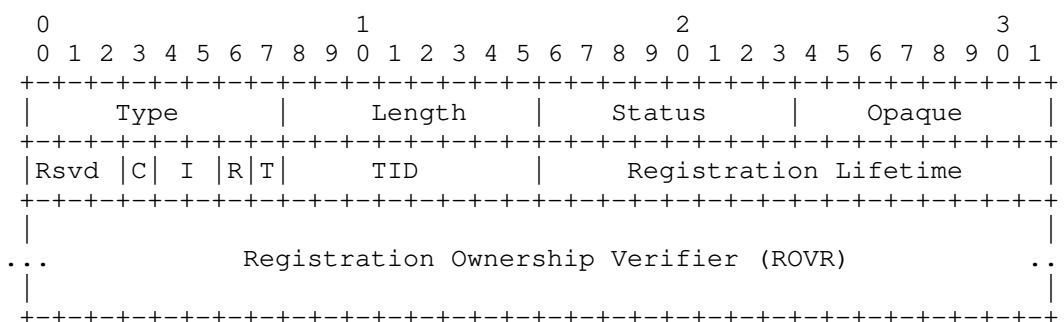 0                   1                   2                   3
 0 1 2 3 4 5 6 7 8 9 0 1 2 3 4 5 6 7 8 9 0 1 2 3 4 5 6 7 8 9 0 1
+-+-+-+-+-+-+-+-+-+-+-+-+-+-+-+-+-+-+-+-+-+-+-+-+-+-+-+-+-+-+-+-+
|     Type      |     Length    |    Status     |    Opaque     |
+-+-+-+-+-+-+-+-+-+-+-+-+-+-+-+-+-+-+-+-+-+-+-+-+-+-+-+-+-+-+-+-+
|Rsvd |C| I |R|T|     TID       |     Registration Lifetime     |
+-+-+-+-+-+-+-+-+-+-+-+-+-+-+-+-+-+-+-+-+-+-+-+-+-+-+-+-+-+-+-+-+
|                                                               |
...            Registration Ownership Verifier (ROVR)           ..
|                                                               |
+-+-+-+-+-+-+-+-+-+-+-+-+-+-+-+-+-+-+-+-+-+-+-+-+-+-+-+-+-+-+-+-+